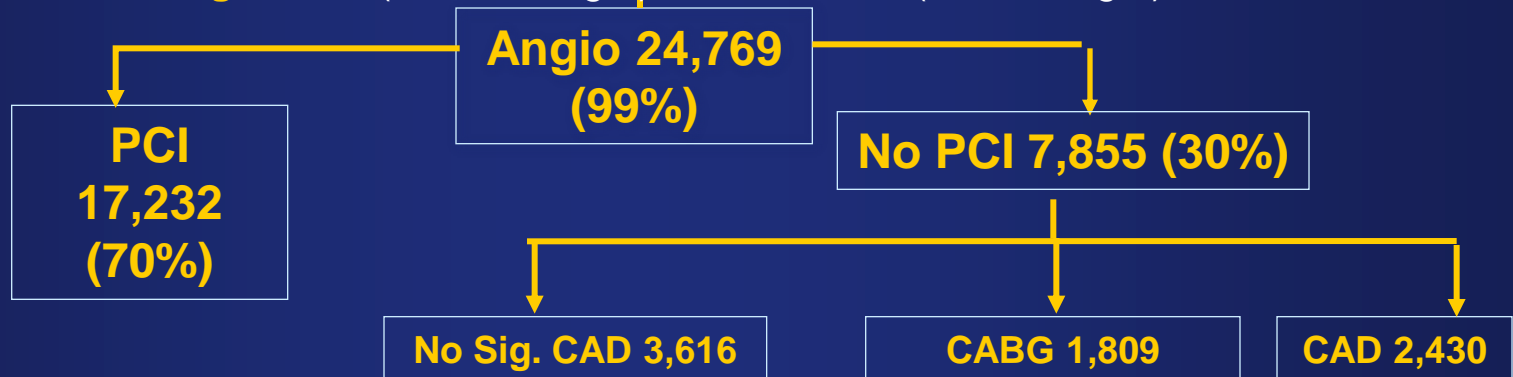 Angio 24,769
(99%)
PCI
17,232
(70%)
No PCI 7,855 (30%)
No Sig. CAD 3,616
CABG 1,809
CAD 2,430